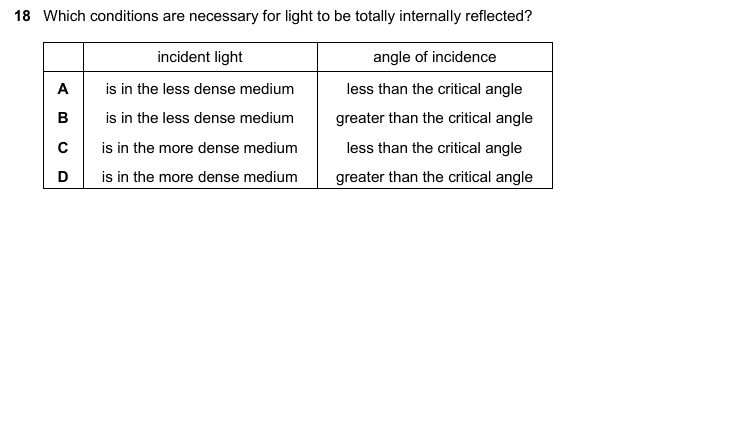 18 Which conditions are necessary for light to be totally internally reflected?
incident light angle of incidence
A is in the less dense medium less than the critical angle
B is in the less dense medium greater than the critical angle
C is in the more dense medium less than the critical angle
D is in the more dense medium greater than the critical angle